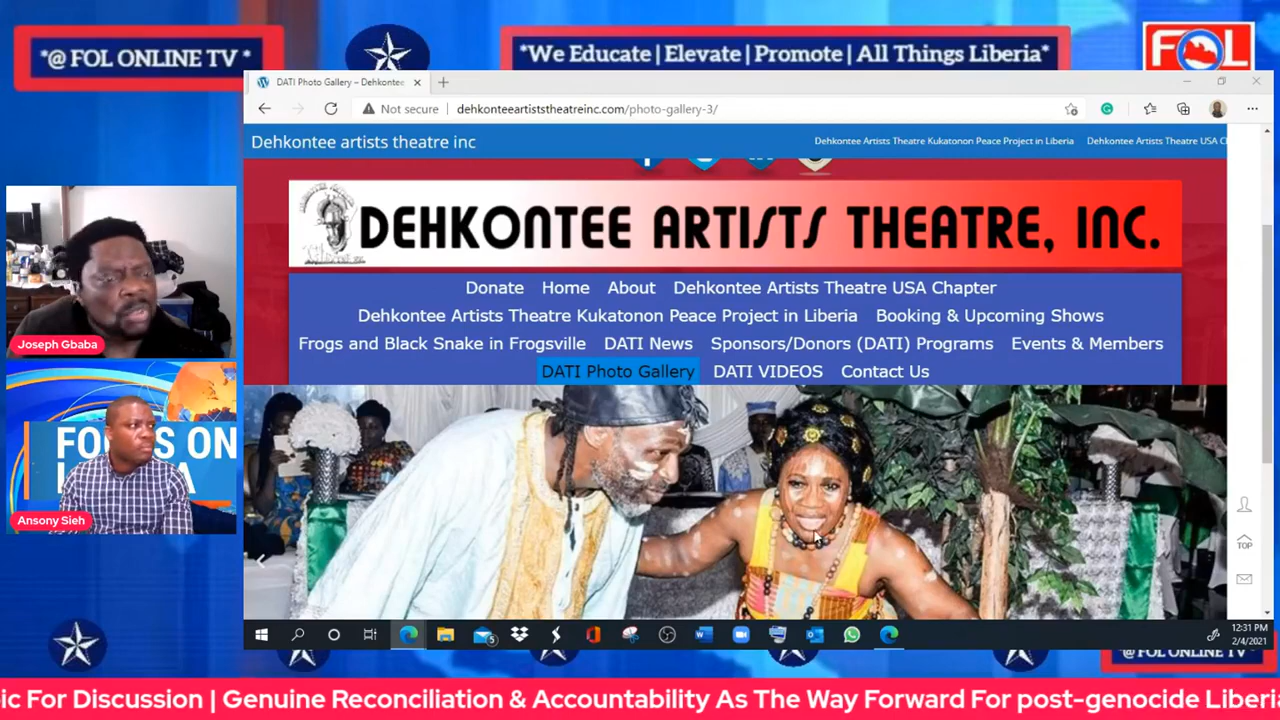 *@ FOL ONLINE TV *
*We Educate | Elevate | Promote | All Things Liberia*
FOL
DATI Photo Gallery – Dehkontee
Not secure
dehkonteeartiststheatreinc.com/photo-gallery-3/
Dehkontee artists theatre inc
Dehkontee Artists Theatre Kukatonon Peace Project in Liberia
Dehkontee Artists Theatre USA C
DEHKONTEE ARTISTS THEATRE, INC.
Donate Home About Dehkontee Artists Theatre USA Chapter
Dehkontee Artists Theatre Kukatonon Peace Project in Liberia Booking & Upcoming Shows
Frogs and Black Snake in Frogsville DATI News Sponsors/Donors (DATI) Programs Events & Members
DATI Photo Gallery DATI VIDEOS Contact Us
Joseph Gbaba
FO US ON
Ansony Sieh
TOP
5
12:31 PM
2/4/2021
*@FOL ONLINE TV*
ic For Discussion | Genuine Reconciliation & Accountability As The Way Forward For post-genocide Liberi